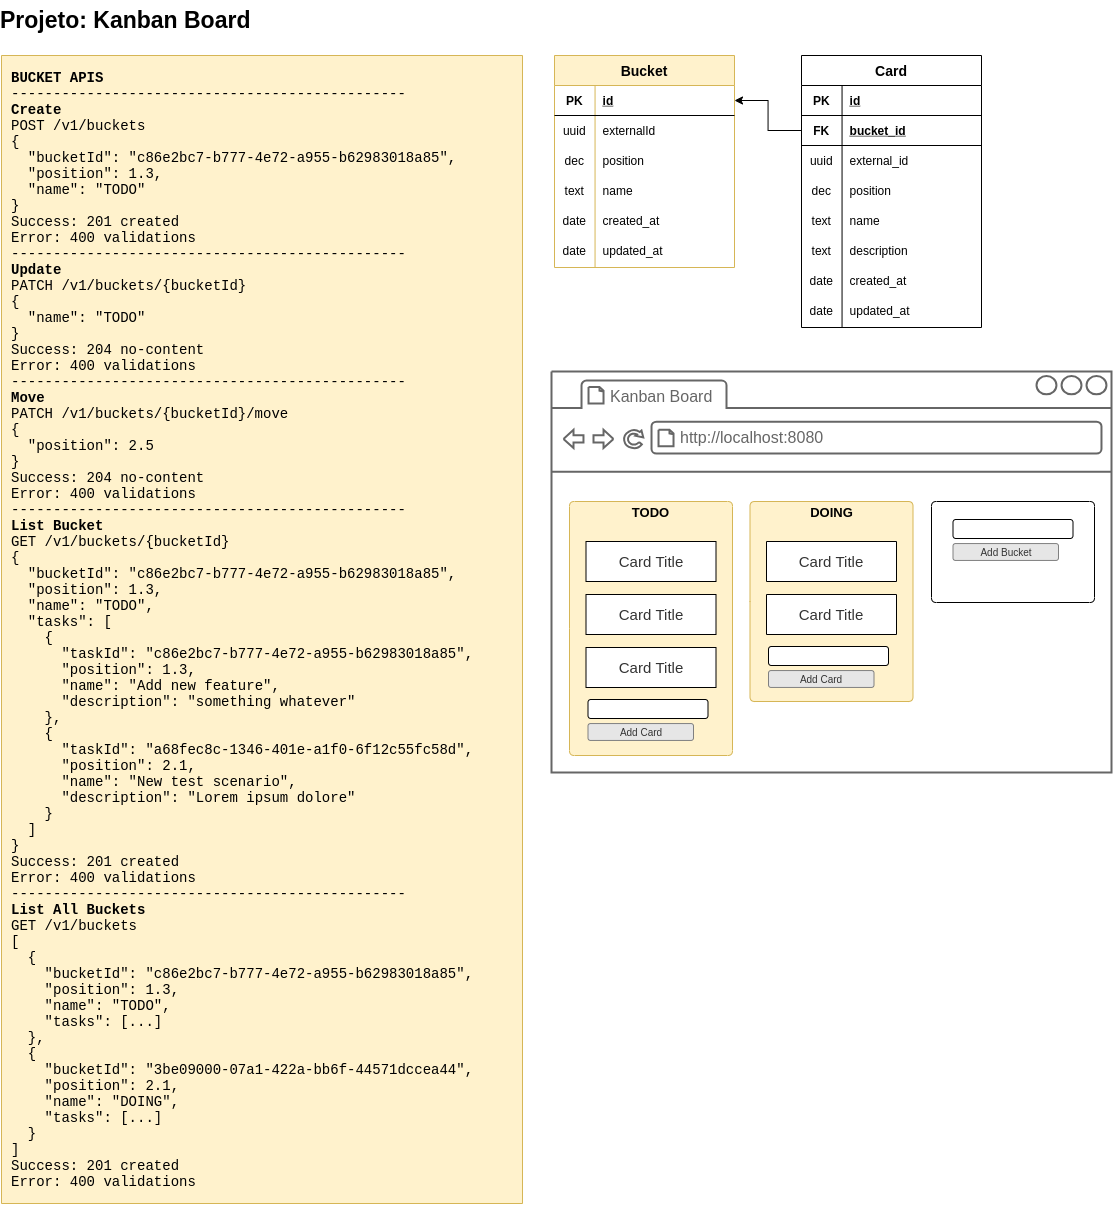 Projeto: Kanban Board
BUCKET APIS
-----------------------------------------------
Create
POST /v1/buckets
{
  "bucketId": "c86e2bc7-b777-4e72-a955-b62983018a85",
  "position": 1.3,
  "name": "TODO"
}
Success: 201 created
Error: 400 validations
-----------------------------------------------
Update
PATCH /v1/buckets/{bucketId}
{
  "name": "TODO"
}
Success: 204 no-content
Error: 400 validations
-----------------------------------------------
Move
PATCH /v1/buckets/{bucketId}/move
{
  "position": 2.5
}
Success: 204 no-content
Error: 400 validations
-----------------------------------------------
List Bucket
GET /v1/buckets/{bucketId}
{
  "bucketId": "c86e2bc7-b777-4e72-a955-b62983018a85",
  "position": 1.3,
  "name": "TODO",
  "tasks": [
    {
      "taskId": "c86e2bc7-b777-4e72-a955-b62983018a85",
      "position": 1.3,
      "name": "Add new feature",
      "description": "something whatever"
    },
    {
      "taskId": "a68fec8c-1346-401e-a1f0-6f12c55fc58d",
      "position": 2.1,
      "name": "New test scenario",
      "description": "Lorem ipsum dolore"
    }
  ]
}
Success: 201 created
Error: 400 validations
-----------------------------------------------
List All Buckets
GET /v1/buckets
[
  {
    "bucketId": "c86e2bc7-b777-4e72-a955-b62983018a85",
    "position": 1.3,
    "name": "TODO",
    "tasks": [...]
  },
  {
    "bucketId": "3be09000-07a1-422a-bb6f-44571dccea44",
    "position": 2.1,
    "name": "DOING",
    "tasks": [...]
  }
]
Success: 201 created
Error: 400 validations
Bucket
PK id
uuid externalId
dec position
text name
date created_at
date updated_at
Card
PK id
FK bucket_id
uuid external_id
dec position
text name
text description
date created_at
date updated_at
Kanban Board
http://localhost:8080
TODO
Card Title
Card Title
Card Title
Add Card
DOING
Card Title
Card Title
Add Card
Add Bucket